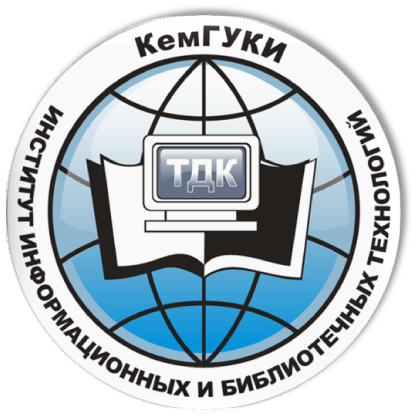 КемГУКИ
ТДК
ИНСТИТУТ ИНФОРМАЦИОННЫХ И БИБЛИОТЕЧНЫХ ТЕХНОЛОГИЙ